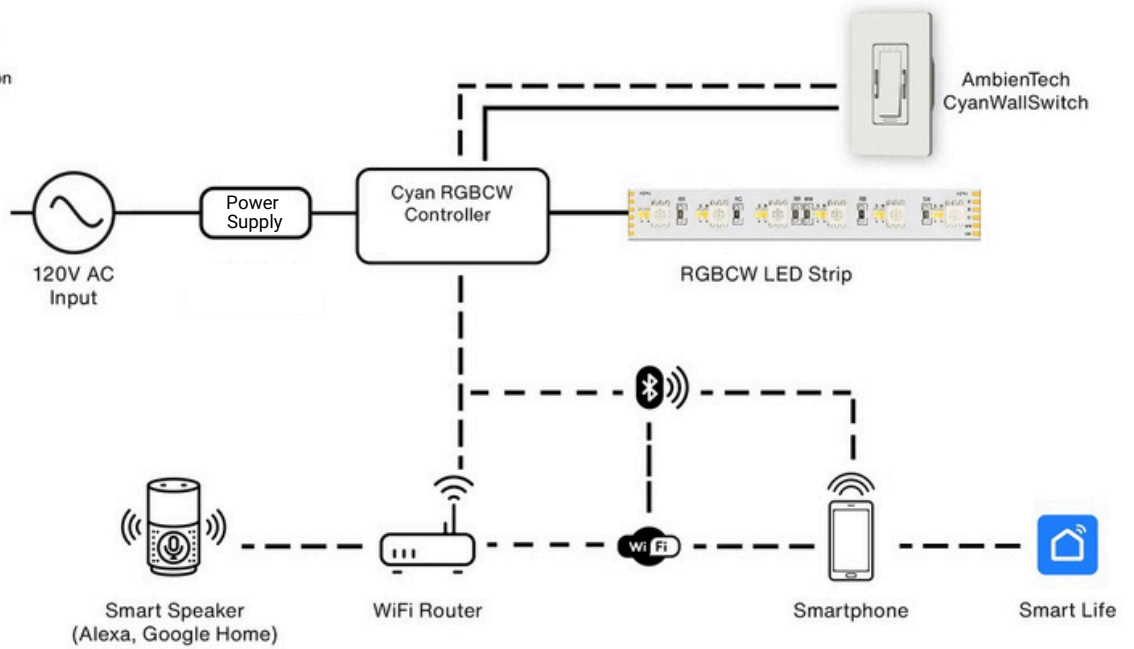 on
AmbienTech
CyanWallSwitch
Cyan RGBCW
Controller
Power
Supply
120V AC
Input
RGBCW LED Strip
Wi Fi
Smart Speaker
(Alexa, Google Home)
WiFi Router
Smartphone
Smart Life